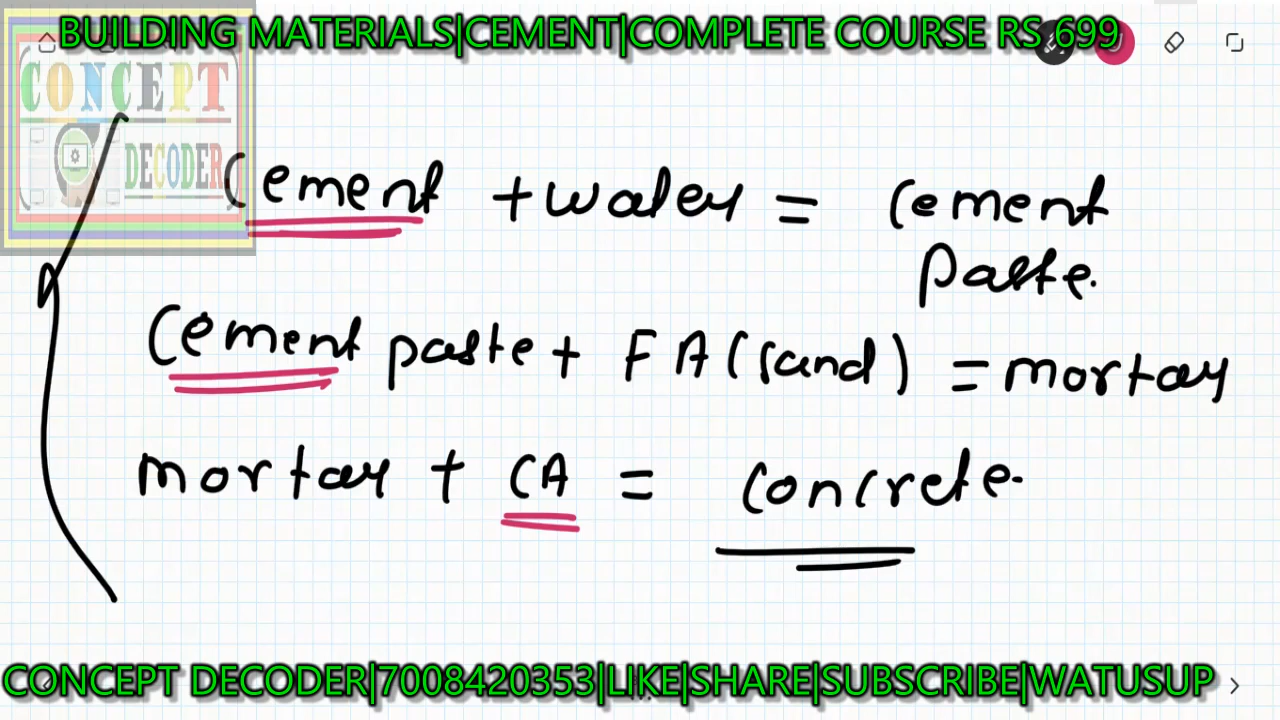 BUILDING MATERIALS|CEMENT|COMPLETE COURSE RS 699
CONCEPT
DECODER
Cement + water = Cement
Paste.
Cement paste + FA (sand) = mortar
mortar + CA = Concrete.
CONCEPT DECODER|7008420353|LIKE|SHARE|SUBSCRIBE|WATUSUP